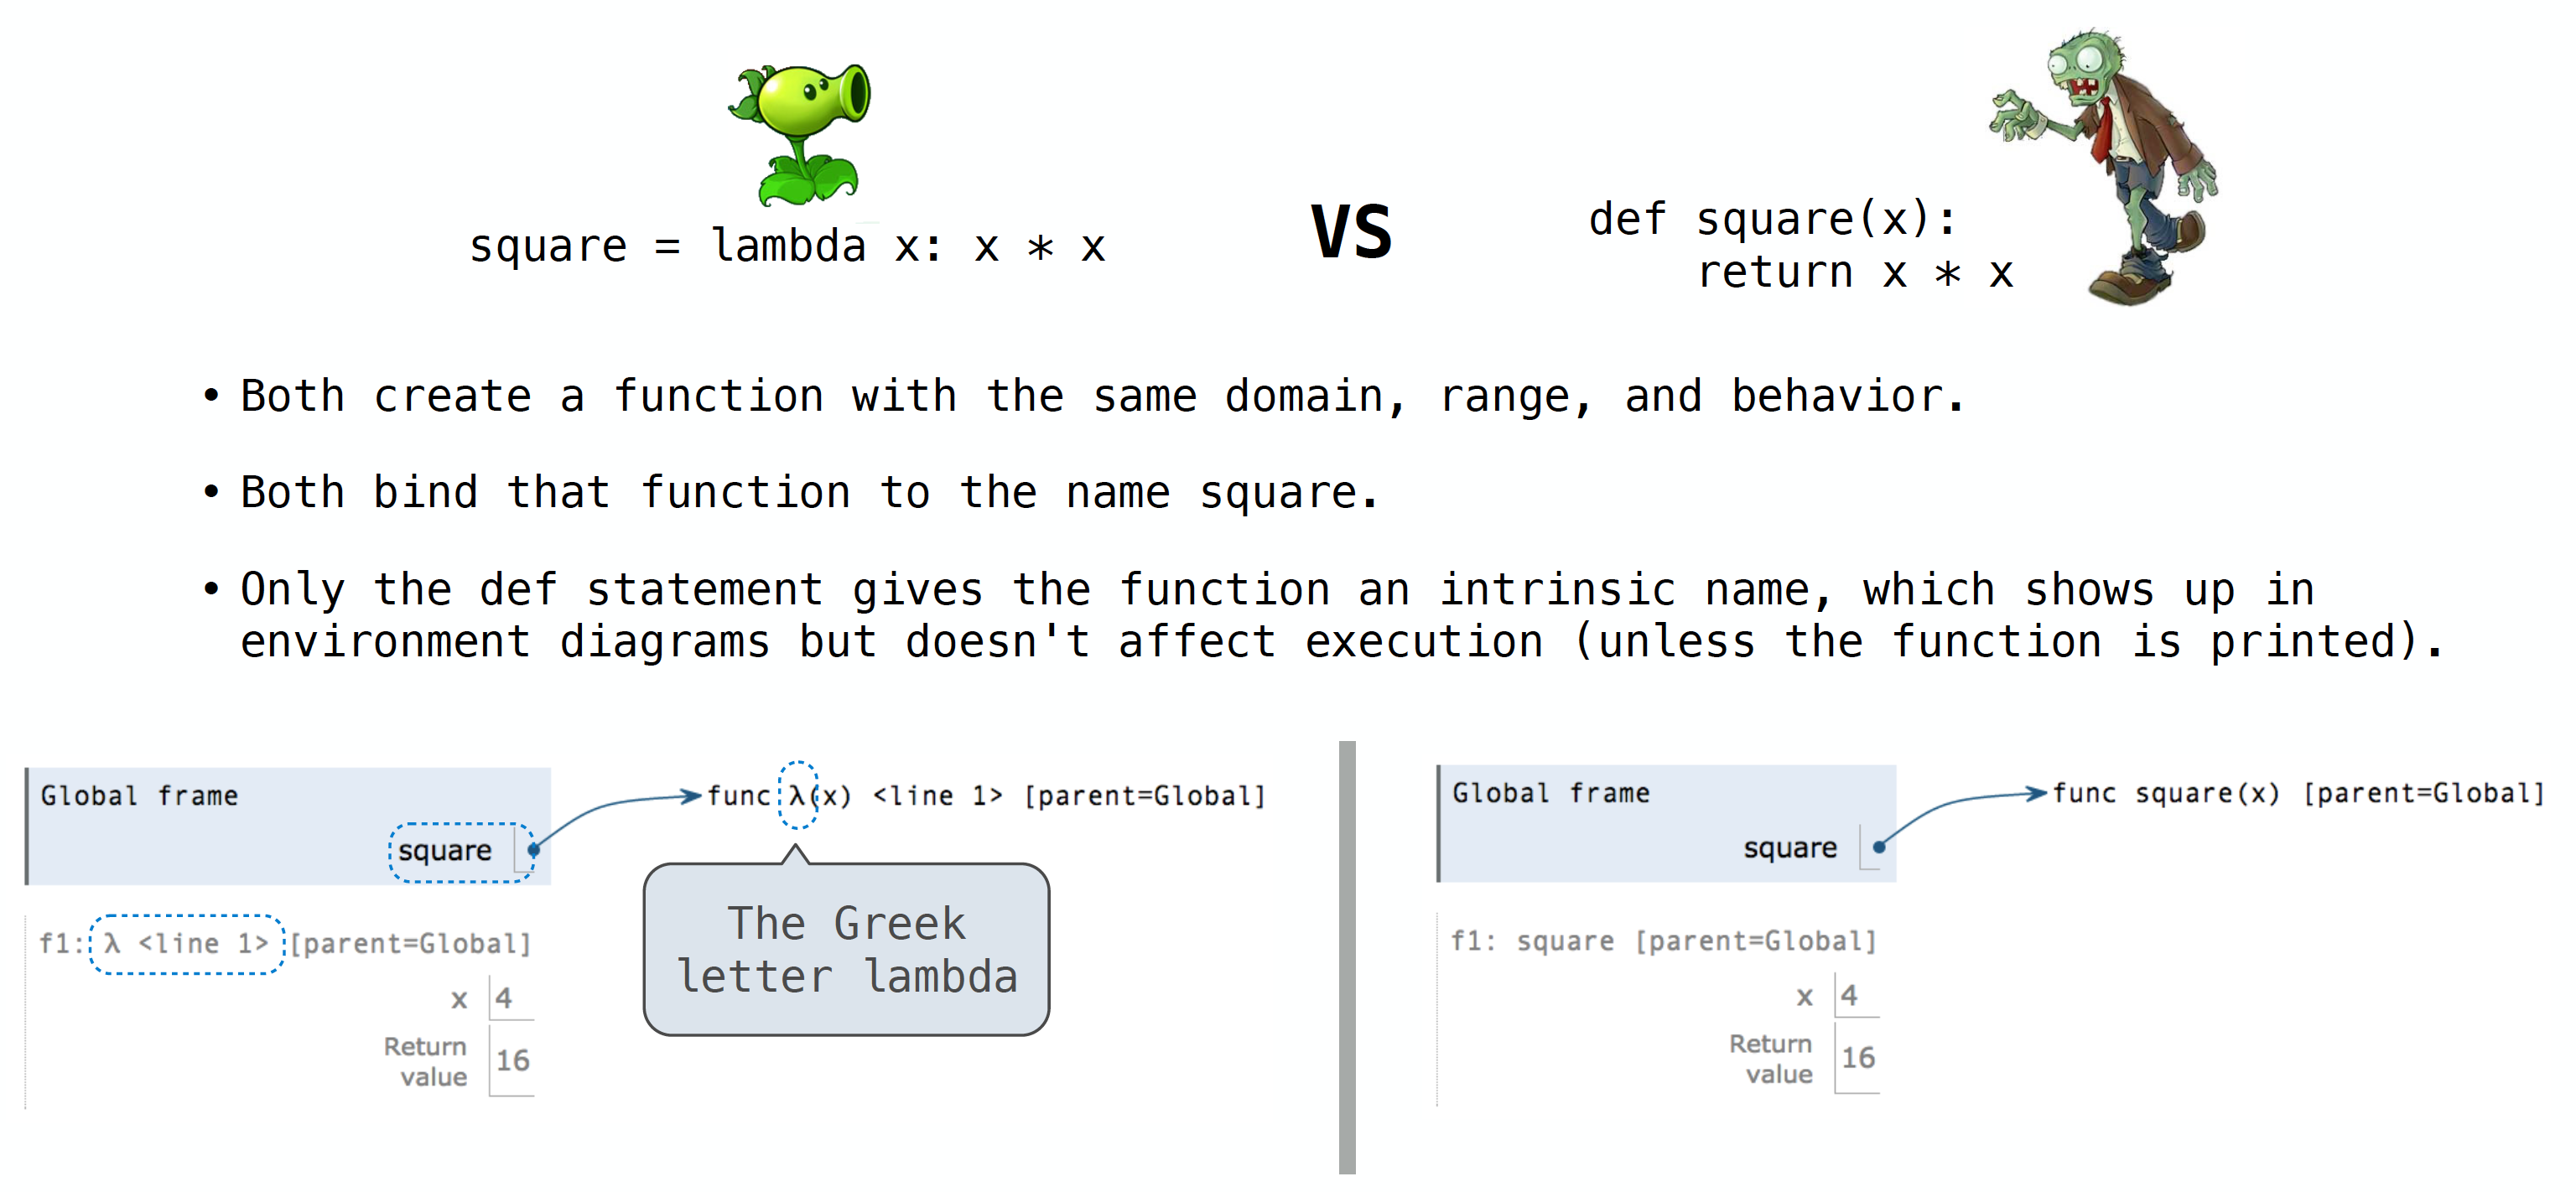 square = lambda x: x * x
VS
def square(x):
    return x * x
• Both create a function with the same domain, range, and behavior.
• Both bind that function to the name square.
• Only the def statement gives the function an intrinsic name, which shows up in
environment diagrams but doesn't affect execution (unless the function is printed).
Global frame
func λ(x) <line 1> [parent=Global]
square
f1: λ <line 1> [parent=Global]
x 4
Return
value 16
The Greek
letter lambda
Global frame
func square(x) [parent=Global]
square
f1: square [parent=Global]
x 4
Return
value 16